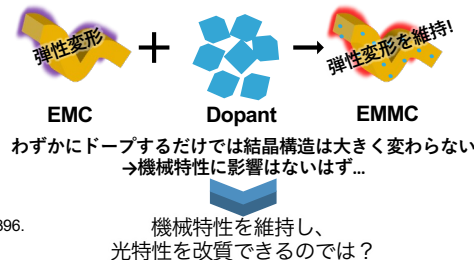 弾性変形
弾性変形を維持!
EMC
Dopant
EMMC
わずかにドープするだけでは結晶構造は大きく変わらない
→機械特性に影響はないはず...
896.
機械特性を維持し、
光特性を改質できるのでは？